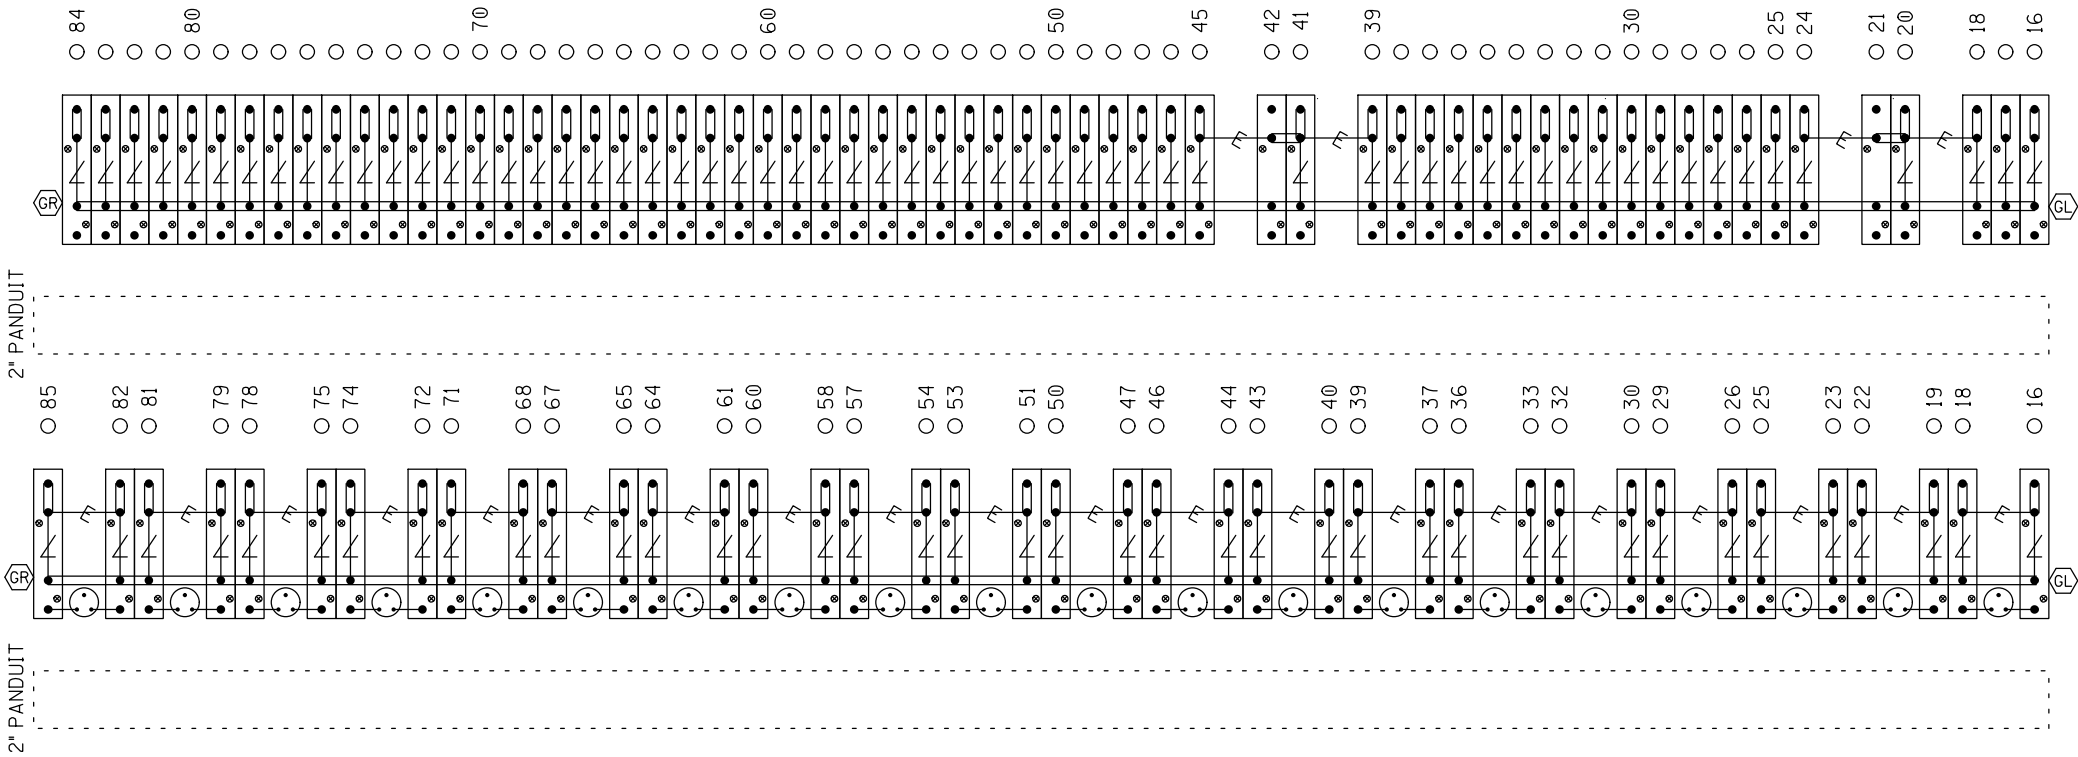 84 80 70 60 50 45 42 41 39 30 25 24 21 20 18 16
E E E E
GR GL
2" PANDUIT
85 82 81 79 78 75 74 72 71 68 67 65 64 61 60 58 57 54 53 51 50 47 46 44 43 40 39 37 36 33 32 30 29 26 25 23 22 19 18 16
E E E E E E E E E E E E E E E E E E E E
GR GL
2" PANDUIT